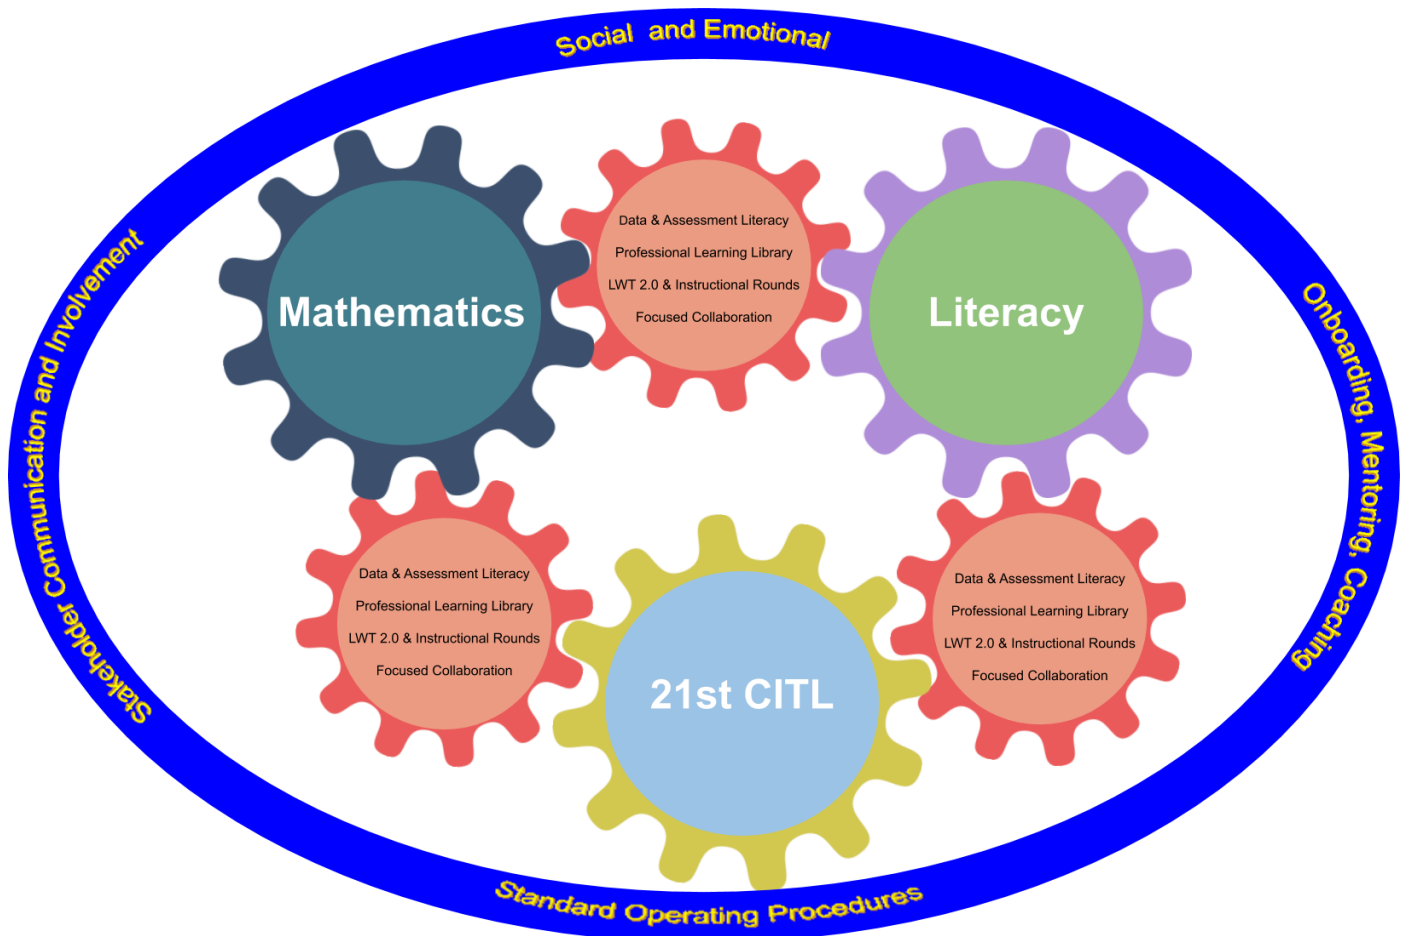 Social and Emotional
Stakeholder Communication and Involvement
Onboarding, Mentoring, Coaching
Mathematics
Data & Assessment Literacy
Professional Learning Library
LWT 2.0 & Instructional Rounds
Focused Collaboration
Literacy
Data & Assessment Literacy
Professional Learning Library
LWT 2.0 & Instructional Rounds
Focused Collaboration
21st CITL
Data & Assessment Literacy
Professional Learning Library
LWT 2.0 & Instructional Rounds
Focused Collaboration
Standard Operating Procedures